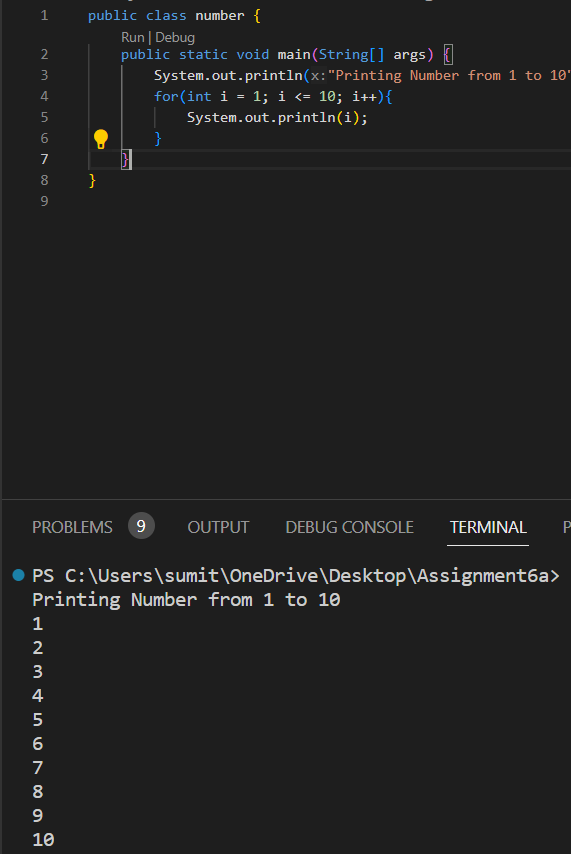 1 public class number {
Run | Debug
2 public static void main(String[] args) {
3 System.out.println(x:"Printing Number from 1 to 10"
4 for(int i = 1; i <= 10; i++){
5 System.out.println(i);
6 }
7 }
8 }
9
PROBLEMS 9 OUTPUT DEBUG CONSOLE TERMINAL P
PS C:\Users\sumit\OneDrive\Desktop\Assignment6a>
Printing Number from 1 to 10
1
2
3
4
5
6
7
8
9
10